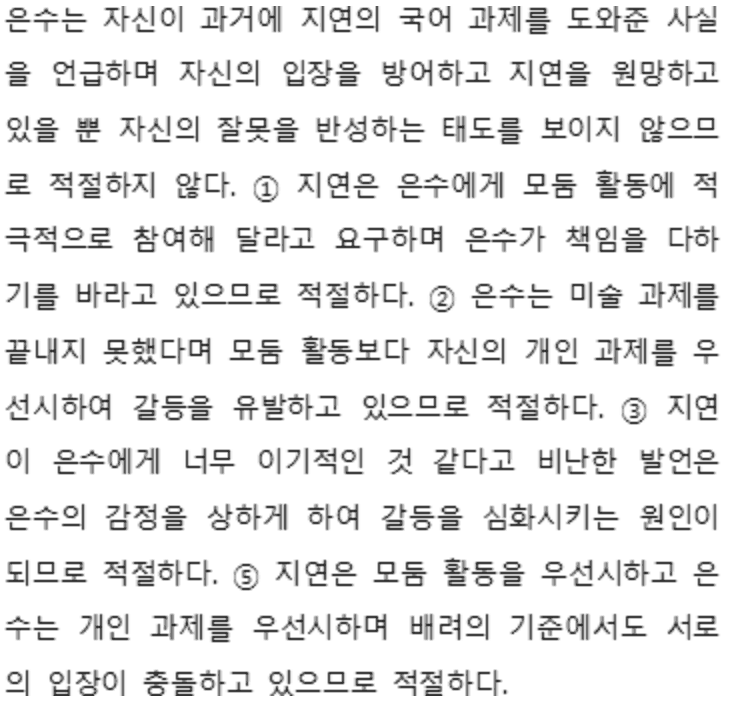 은수는 자신이 과거에 지연의 국어 과제를 도와준 사실
을 언급하며 자신의 입장을 방어하고 지연을 원망하고
있을 뿐 자신의 잘못을 반성하는 태도를 보이지 않으므
로 적절하지 않다. ① 지연은 은수에게 모둠 활동에 적
극적으로 참여해 달라고 요구하며 은수가 책임을 다하
기를 바라고 있으므로 적절하다. ② 은수는 미술 과제를
끝내지 못했다며 모둠 활동보다 자신의 개인 과제를 우
선시하여 갈등을 유발하고 있으므로 적절하다. ③ 지연
이 은수에게 너무 이기적인 것 같다고 비난한 발언은
은수의 감정을 상하게 하여 갈등을 심화시키는 원인이
되므로 적절하다. ⑤ 지연은 모둠 활동을 우선시하고 은
수는 개인 과제를 우선시하며 배려의 기준에서도 서로
의 입장이 충돌하고 있으므로 적절하다.